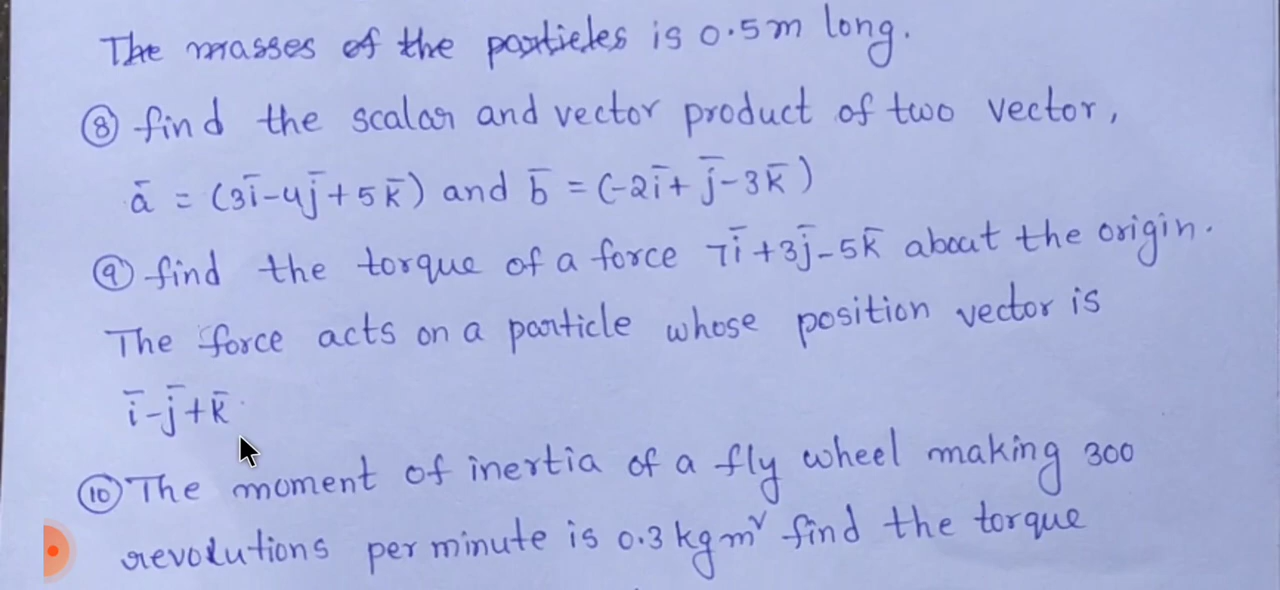 The masses of the particles is 0.5m long.
⑧ find the scalar and vector product of two vector,
ā = (3ī-4j̄+5k̄) and b̄ = (-2ī+j̄-3k̄)
⑨ find the torque of a force 7ī+3j̄-5k̄ about the origin.
The force acts on a particle whose position vector is
ī-j̄+k̄
⑩ The moment of inertia of a fly wheel making 300
revolutions per minute is 0.3 kgm² find the torque